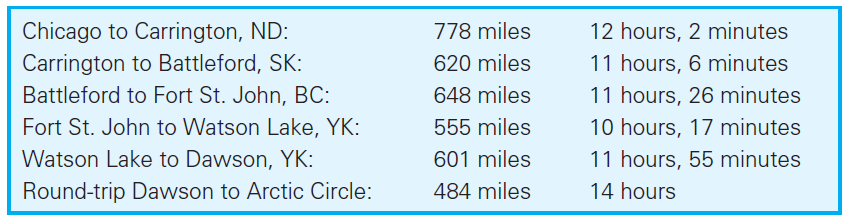 Chicago to Carrington, ND: 778 miles 12 hours, 2 minutes
Carrington to Battleford, SK: 620 miles 11 hours, 6 minutes
Battleford to Fort St. John, BC: 648 miles 11 hours, 26 minutes
Fort St. John to Watson Lake, YK: 555 miles 10 hours, 17 minutes
Watson Lake to Dawson, YK: 601 miles 11 hours, 55 minutes
Round-trip Dawson to Arctic Circle: 484 miles 14 hours